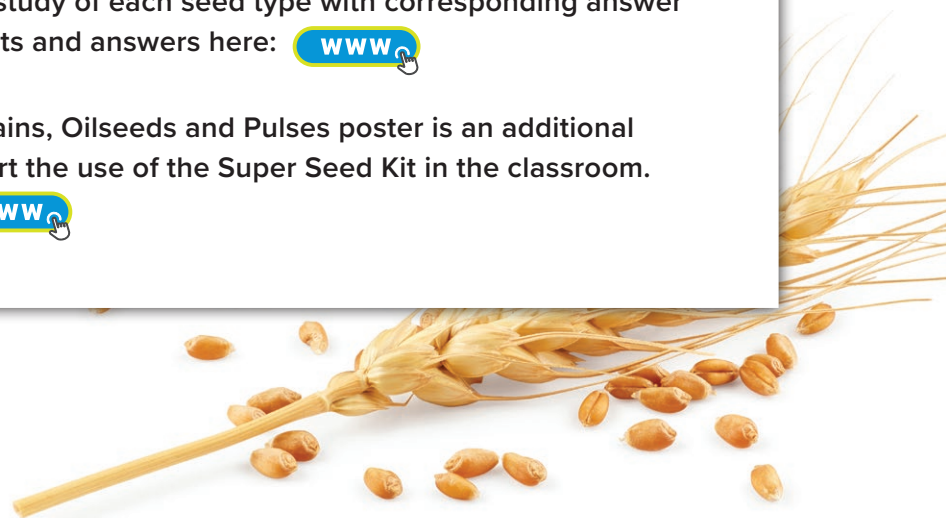 study of each seed type with corresponding answer
ts and answers here: WWW
ains, Oilseeds and Pulses poster is an additional
rt the use of the Super Seed Kit in the classroom.
WW